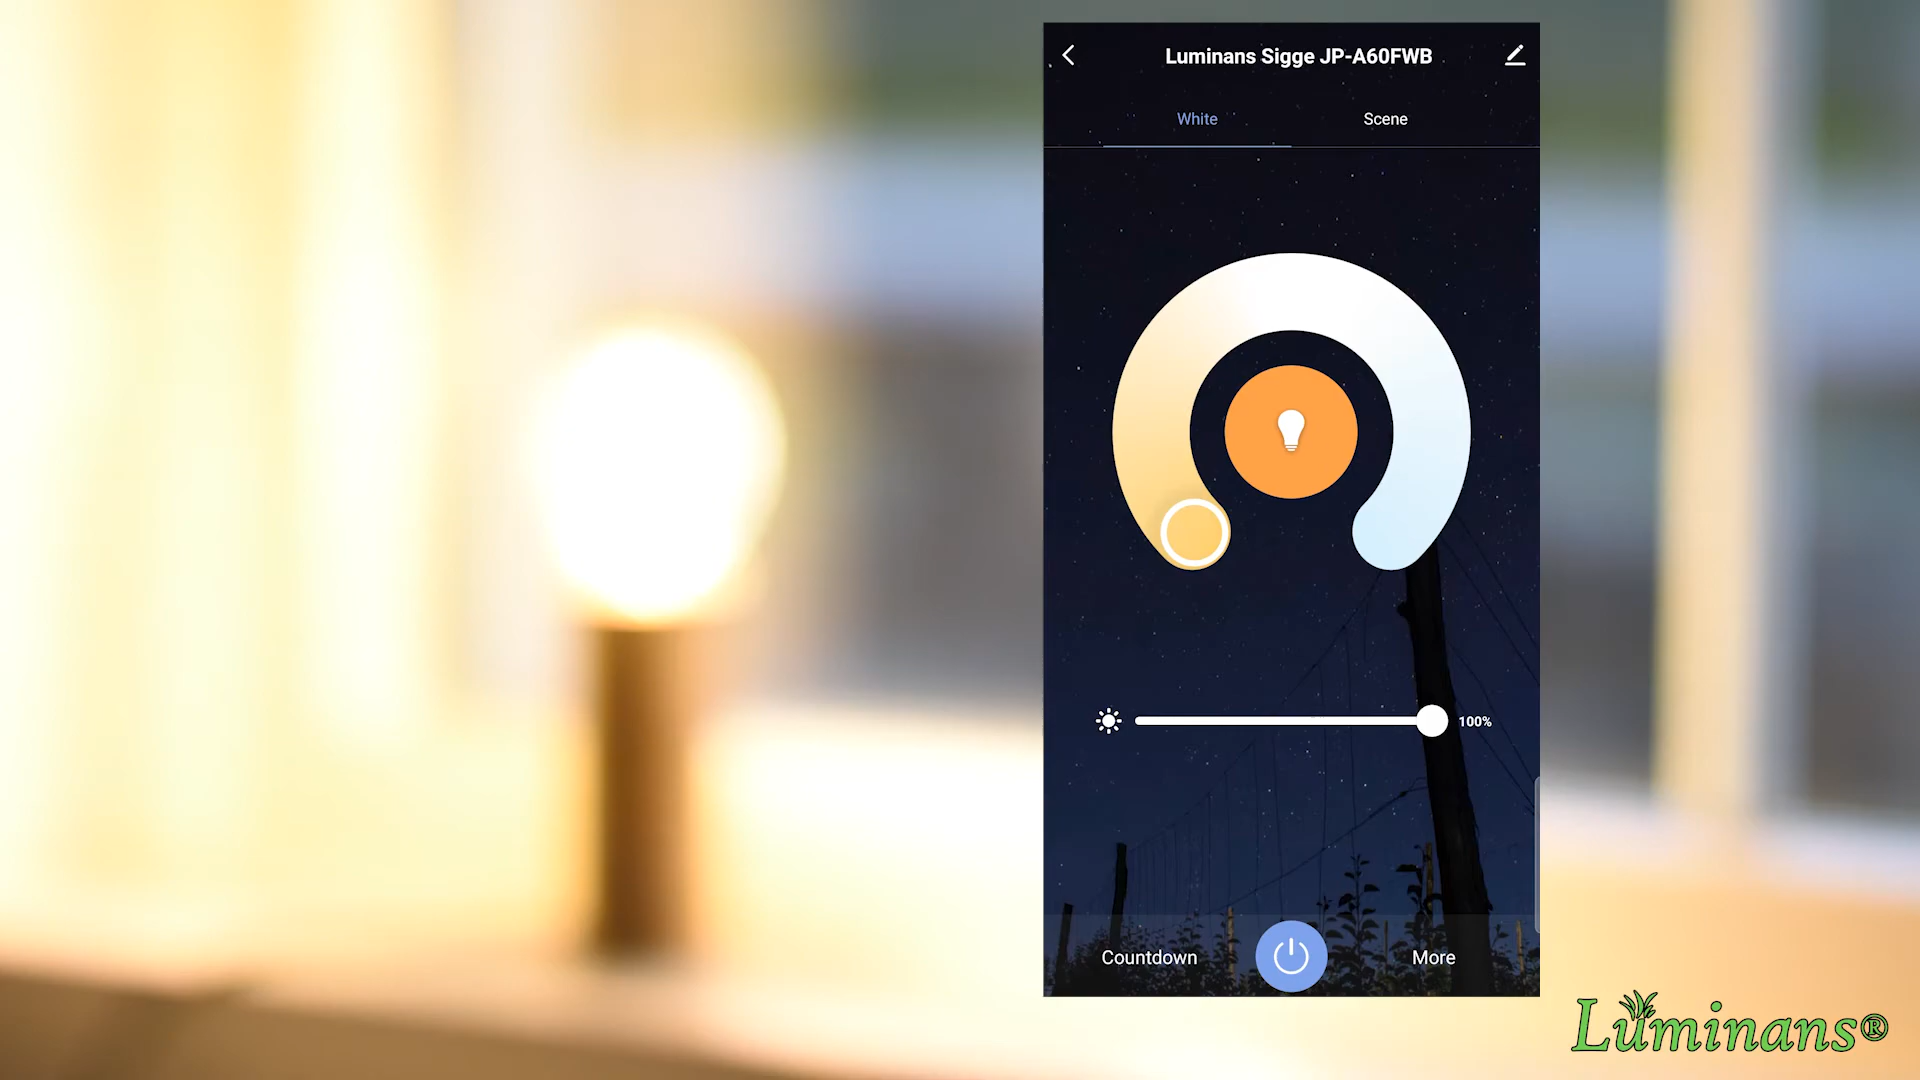 Luminans Sigge JP-A60FWB
White
Scene
100%
Countdown
More
Luminans®